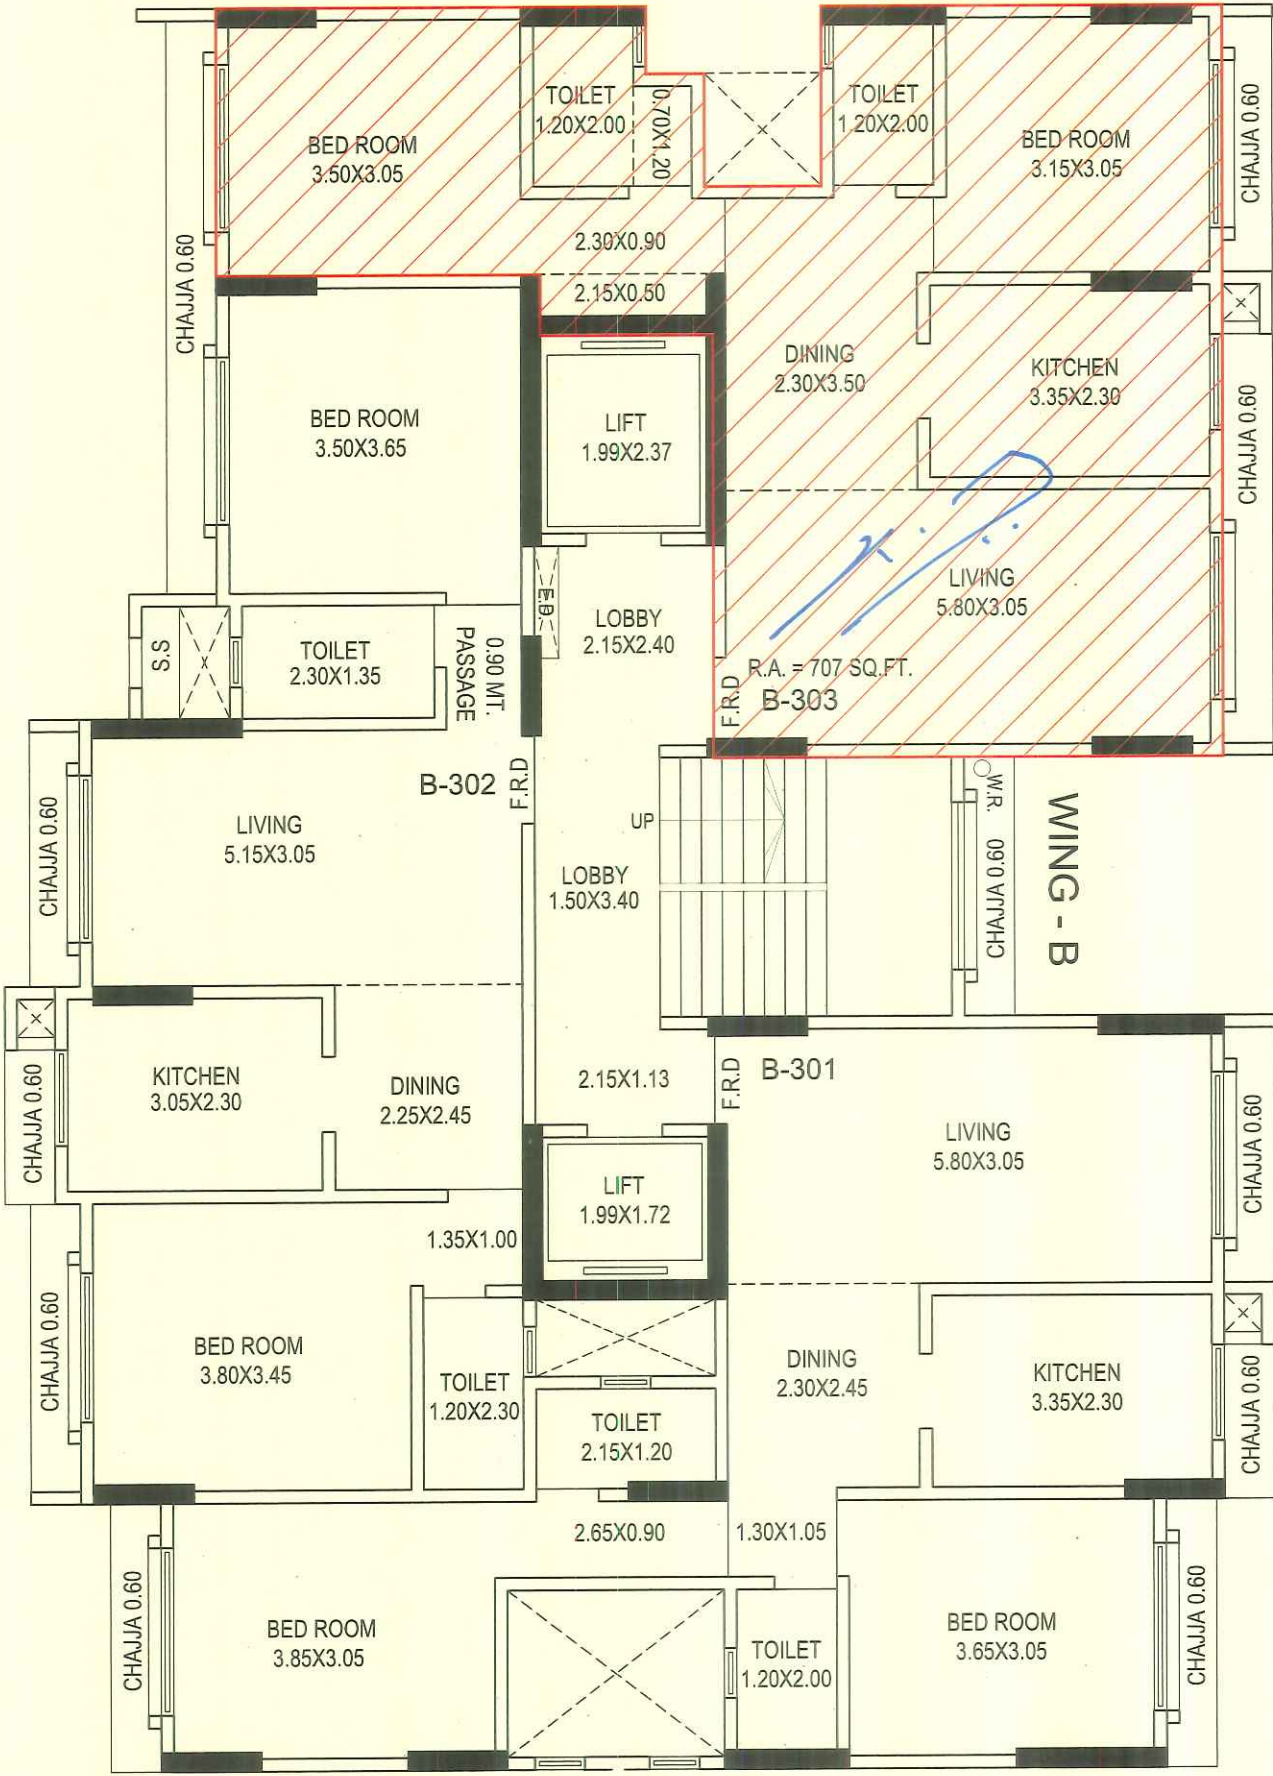 TOILET
1.20X2.00
0.70X1.20
TOILET
1.20X2.00
BED ROOM
3.50X3.05
BED ROOM
3.15X3.05
CHAJJA 0.60
CHAJJA 0.60
2.30X0.90
2.15X0.50
DINING
2.30X3.50
KITCHEN
3.35X2.30
CHAJJA 0.60
BED ROOM
3.50X3.65
LIFT
1.99X2.37
LIVING
5.80X3.05
E.D.
LOBBY
2.15X2.40
S.S
TOILET
2.30X1.35
0.90 MT.
PASSAGE
R.A. = 707 SQ.FT.
F.R.D
B-303
B-302
F.R.D
W.R.
CHAJJA 0.60
WING - B
CHAJJA 0.60
LIVING
5.15X3.05
UP
LOBBY
1.50X3.40
KITCHEN
3.05X2.30
DINING
2.25X2.45
2.15X1.13
F.R.D
B-301
CHAJJA 0.60
LIVING
5.80X3.05
CHAJJA 0.60
LIFT
1.99X1.72
1.35X1.00
BED ROOM
3.80X3.45
CHAJJA 0.60
TOILET
1.20X2.30
TOILET
2.15X1.20
DINING
2.30X2.45
KITCHEN
3.35X2.30
CHAJJA 0.60
2.65X0.90
1.30X1.05
CHAJJA 0.60
BED ROOM
3.85X3.05
TOILET
1.20X2.00
BED ROOM
3.65X3.05
CHAJJA 0.60